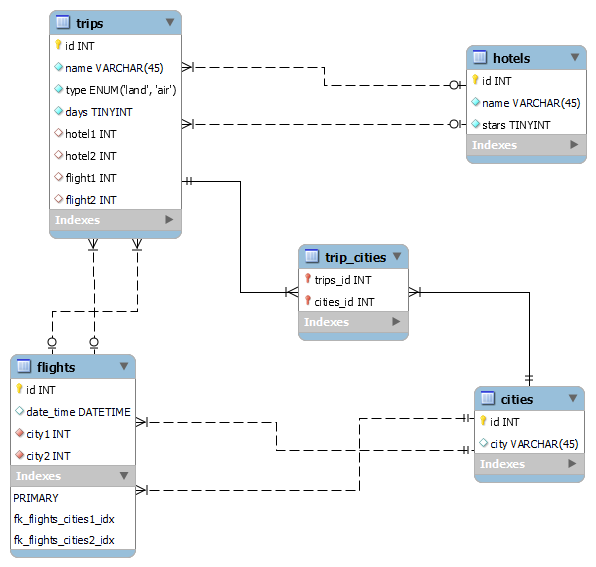 trips
id INT
name VARCHAR(45)
type ENUM('land', 'air')
days TINYINT
hotel1 INT
hotel2 INT
flight1 INT
flight2 INT
Indexes
hotels
id INT
name VARCHAR(45)
stars TINYINT
Indexes
trip_cities
trips_id INT
cities_id INT
Indexes
flights
id INT
date_time DATETIME
city1 INT
city2 INT
Indexes
PRIMARY
fk_flights_cities1_idx
fk_flights_cities2_idx
cities
id INT
city VARCHAR(45)
Indexes